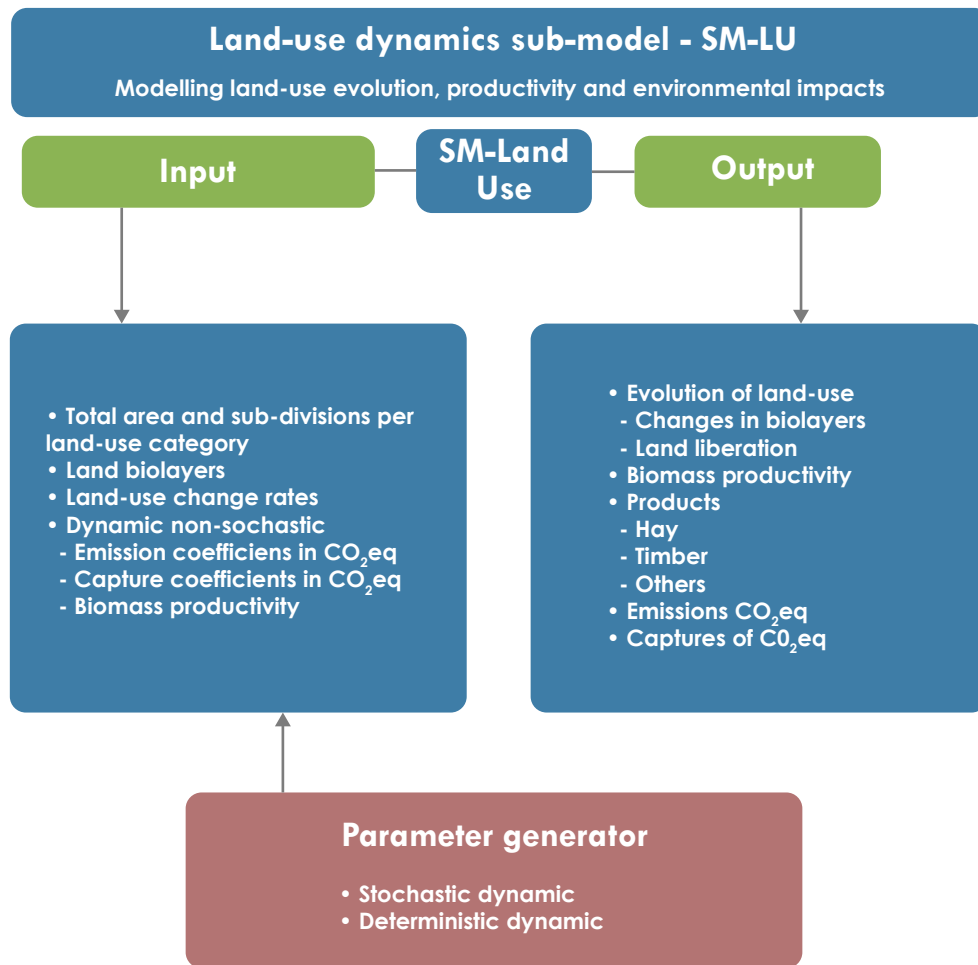 Land-use dynamics sub-model - SM-LU
Modelling land-use evolution, productivity and environmental impacts
Input
SM-Land
Use
Output
• Total area and sub-divisions per
land-use category
• Land biolayers
• Land-use change rates
• Dynamic non-sochastic
- Emission coefficiens in CO₂eq
- Capture coefficients in CO₂eq
- Biomass productivity
• Evolution of land-use
- Changes in biolayers
- Land liberation
• Biomass productivity
• Products
- Hay
- Timber
- Others
• Emissions CO₂eq
• Captures of C0₂eq
Parameter generator
• Stochastic dynamic
• Deterministic dynamic